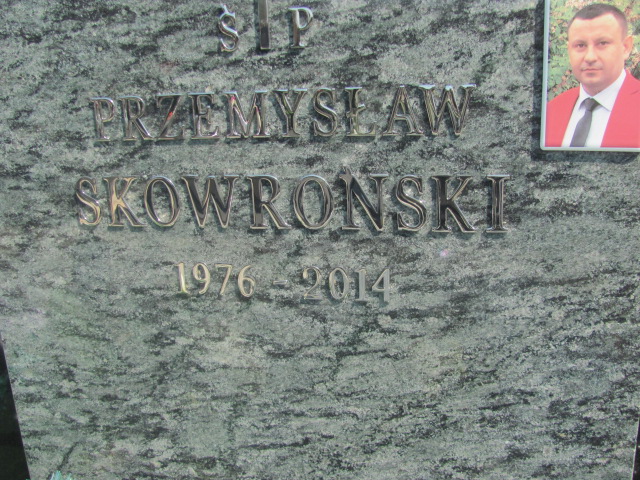 Ś P
PRZEMYSŁAW
SKOWROŃSKI
1976 - 2014